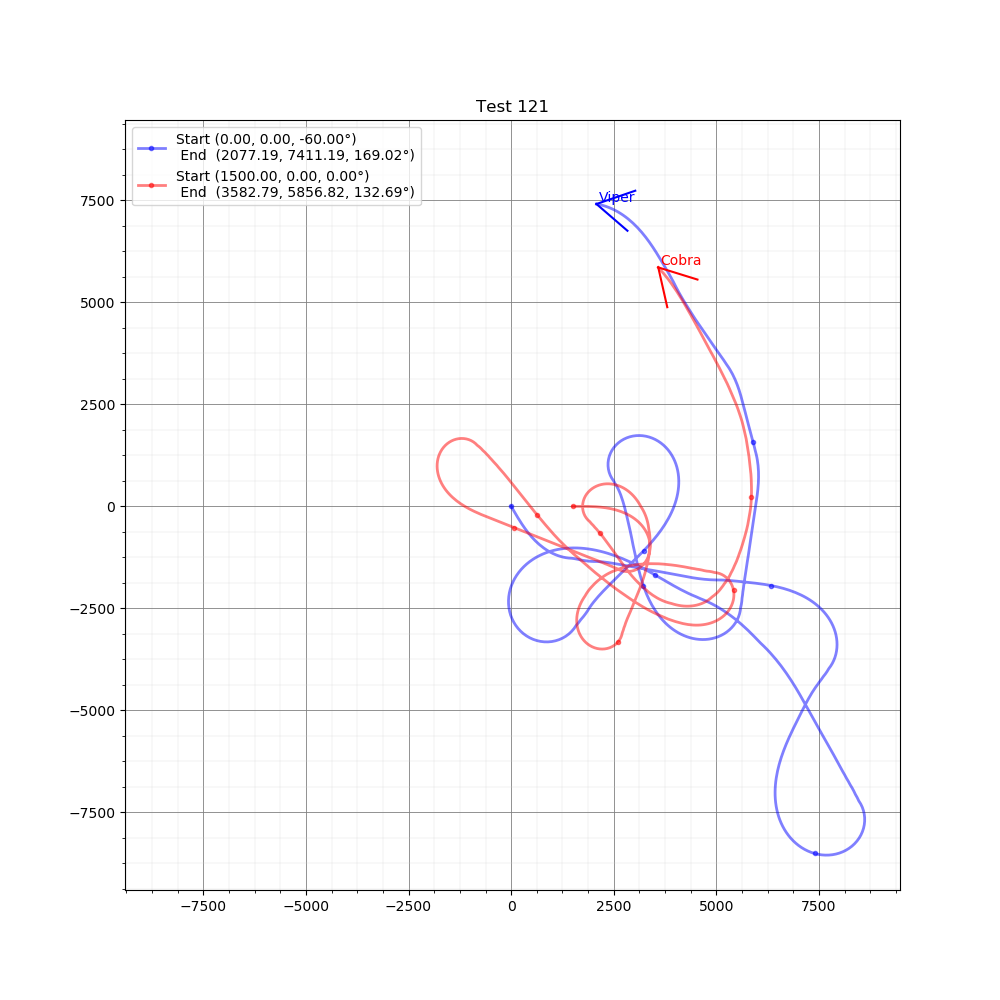 Test 121
Start (0.00, 0.00, -60.00°)
End (2077.19, 7411.19, 169.02°)
Start (1500.00, 0.00, 0.00°)
End (3582.79, 5856.82, 132.69°)
Viper
Cobra
7500
5000
2500
0
−2500
−5000
−7500
−7500 −5000 −2500 0 2500 5000 7500